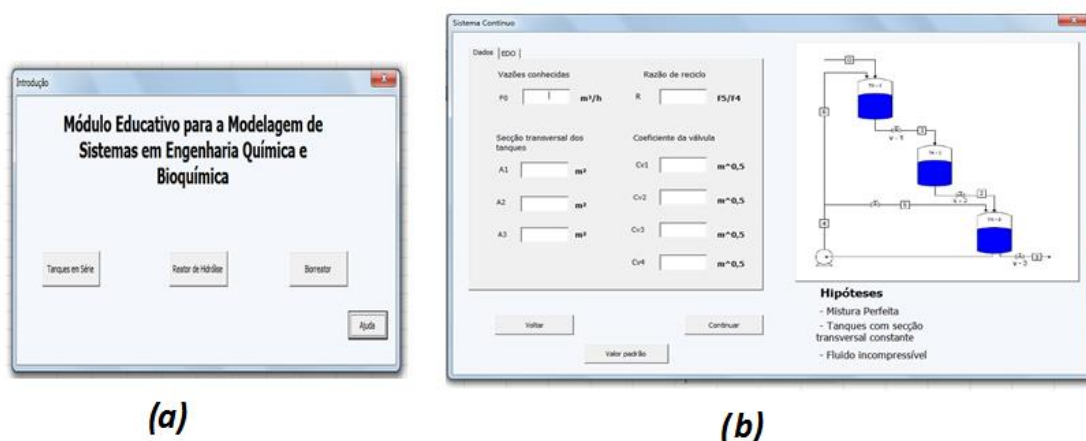 Introdução
Módulo Educativo para a Modelagem de
Sistemas em Engenharia Química e
Bioquímica
Tanques em Série
Reator de Hidrólise
Biorreator
Ajuda
(a)
Sistema Contínuo
Dados
EDO
Vazões conhecidas
F0
m³/h
Razão de reciclo
R
F5/F4
Secção transversal dos
tanques
A1
m²
A2
m²
A3
m²
Coeficiente da válvula
Cv1
m^0,5
Cv2
m^0,5
Cv3
m^0,5
Cv4
m^0,5
Voltar
Continuar
Valor padrão
V - 1
V - 2
V - 3
Hipóteses
- Mistura Perfeita
- Tanques com secção
transversal constante
- Fluido incompressível
(b)